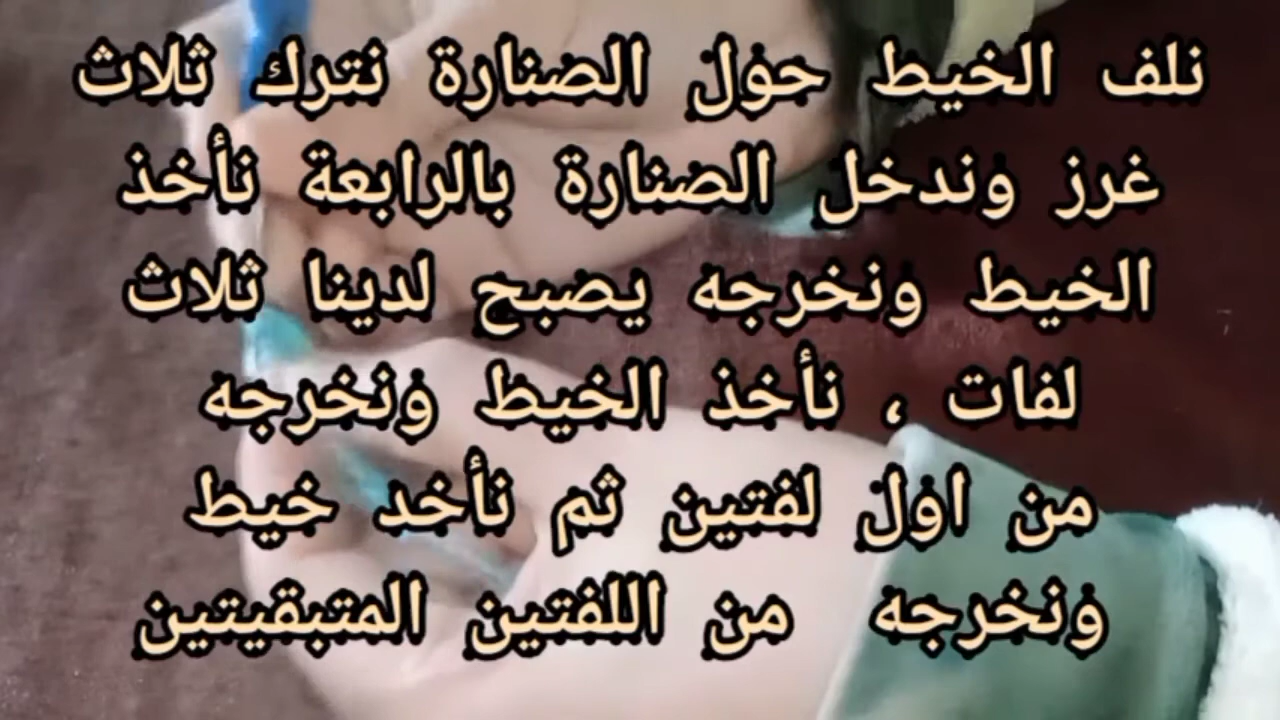 نلف الخيط حول الصنارة نترك ثلاث
غرز وندخل الصنارة بالرابعة نأخذ
الخيط ونخرجه يصبح لدينا ثلاث
لفات ، نأخذ الخيط ونخرجه
من اول لفتين ثم نأخد خيط
ونخرجه من اللفتين المتبقيتين